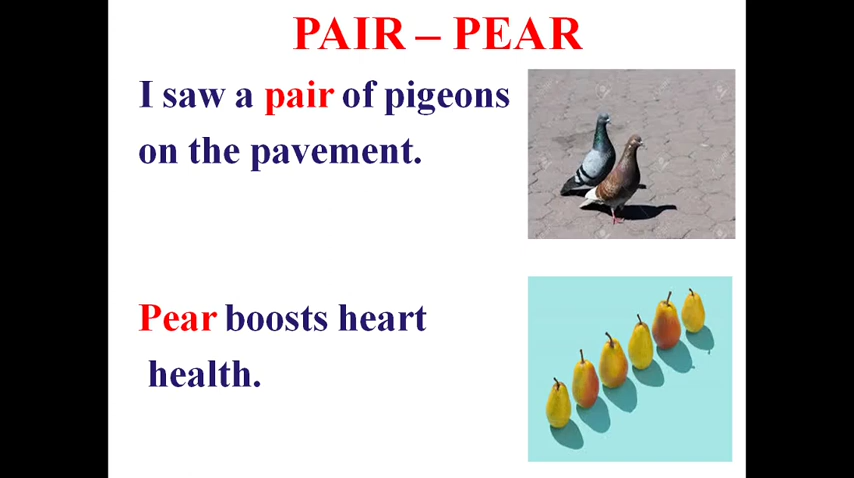 PAIR – PEAR
I saw a pair of pigeons
on the pavement.
Pear boosts heart
health.